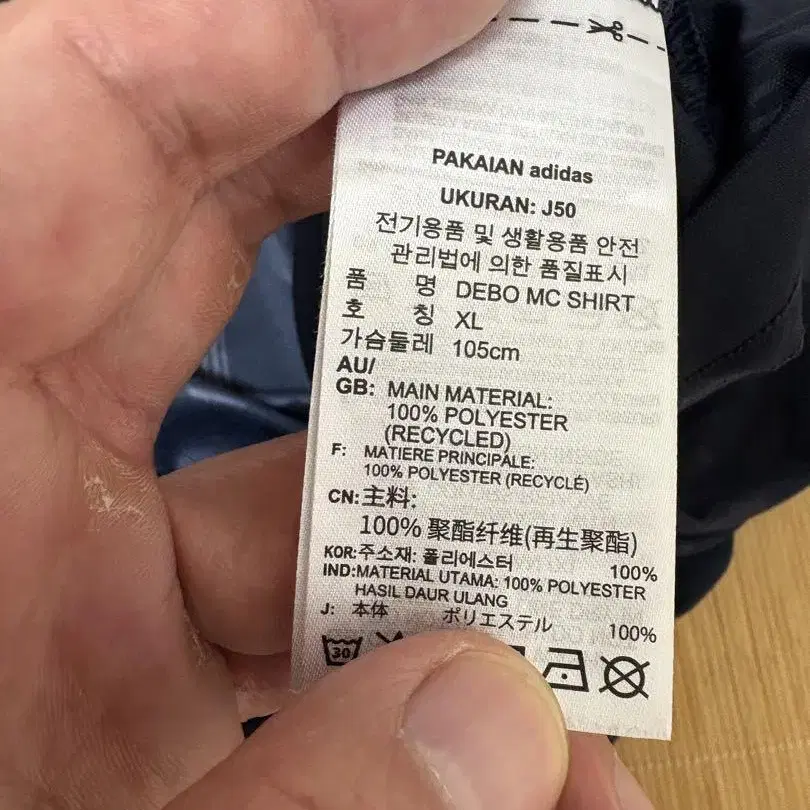 PAKAIAN adidas
UKURAN: J50
전기용품 및 생활용품 안전
관리법에 의한 품질표시
품 명 DEBO MC SHIRT
호 칭 XL
가슴둘레 105cm
AU/
GB: MAIN MATERIAL:
100% POLYESTER
(RECYCLED)
F: MATIERE PRINCIPALE:
100% POLYESTER (RECYCLÉ)
CN: 主料:
100% 聚酯纤维(再生聚酯)
KOR:주소재: 폴리에스터 100%
IND:MATERIAL UTAMA: 100% POLYESTER
HASIL DAUR ULANG
J: 本体 ポリエステル 100%
30